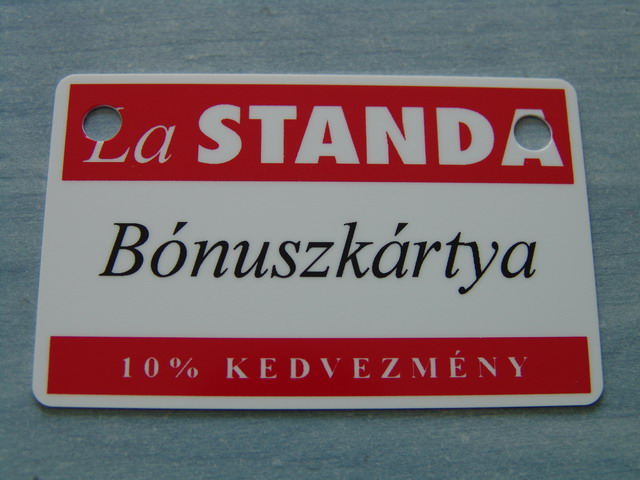 La STANDA
Bónuszkártya
10% KEDVEZMÉNY